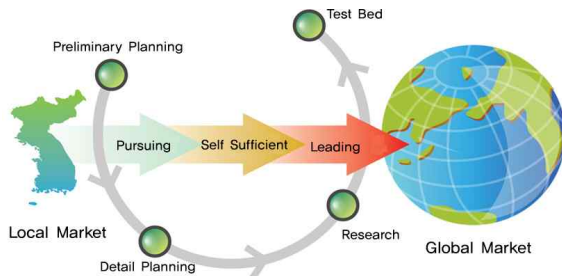 Test Bed
Preliminary Planning
Pursuing
Self Sufficient
Leading
Local Market
Research
Global Market
Detail Planning